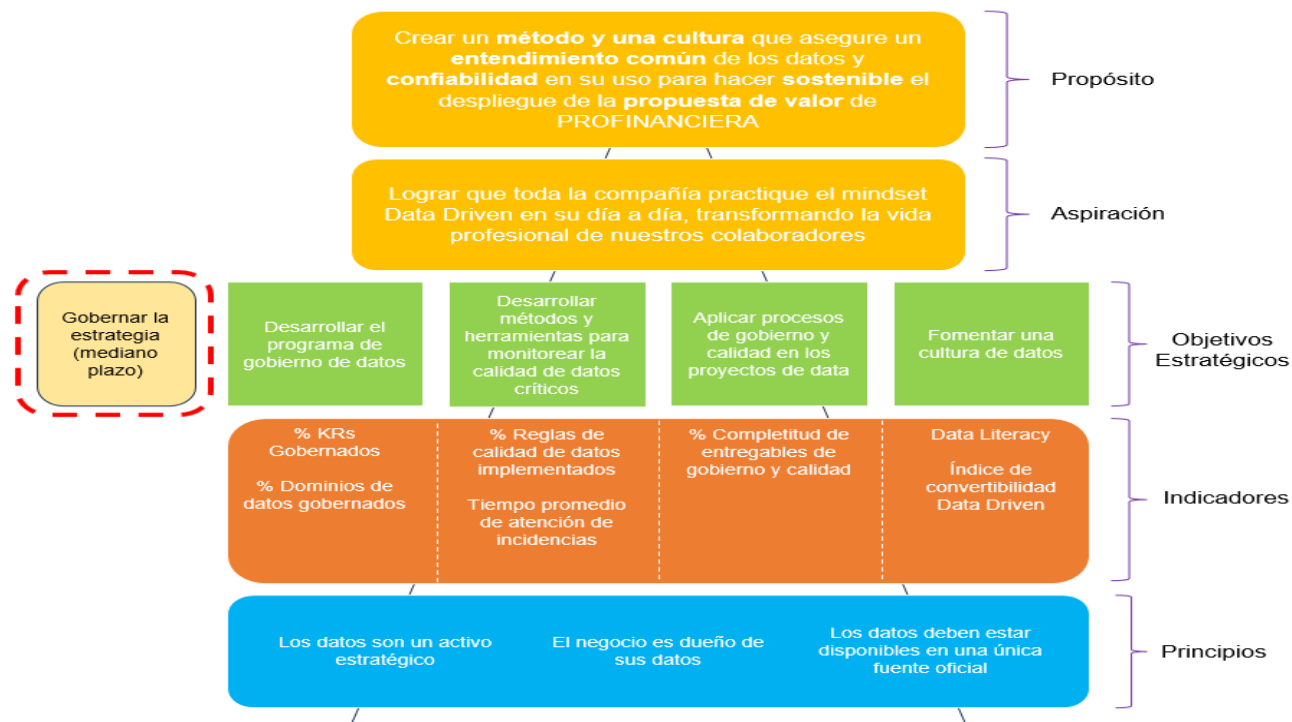 Crear un método y una cultura que asegure un
entendimiento común de los datos y
confiabilidad en su uso para hacer sostenible el
despliegue de la propuesta de valor de
PROFINANCIERA
Propósito
Lograr que toda la compañía practique el mindset
Data Driven en su día a día, transformando la vida
profesional de nuestros colaboradores
Aspiración
Gobernar la
estrategia
(mediano
plazo)
Desarrollar el
programa de
gobierno de datos
Desarrollar
métodos y
herramientas para
monitorear la
calidad de datos
críticos
Aplicar procesos
de gobierno y
calidad en los
proyectos de data
Fomentar una
cultura de datos
Objetivos
Estratégicos
% KRs
Gobernados
% Dominios de
datos gobernados
% Reglas de
calidad de datos
implementados
Tiempo promedio
de atención de
incidencias
% Completitud de
entregables de
gobierno y calidad
Data Literacy
Índice de
convertibilidad
Data Driven
Indicadores
Los datos son un activo
estratégico
El negocio es dueño de
sus datos
Los datos deben estar
disponibles en una única
fuente oficial
Principios